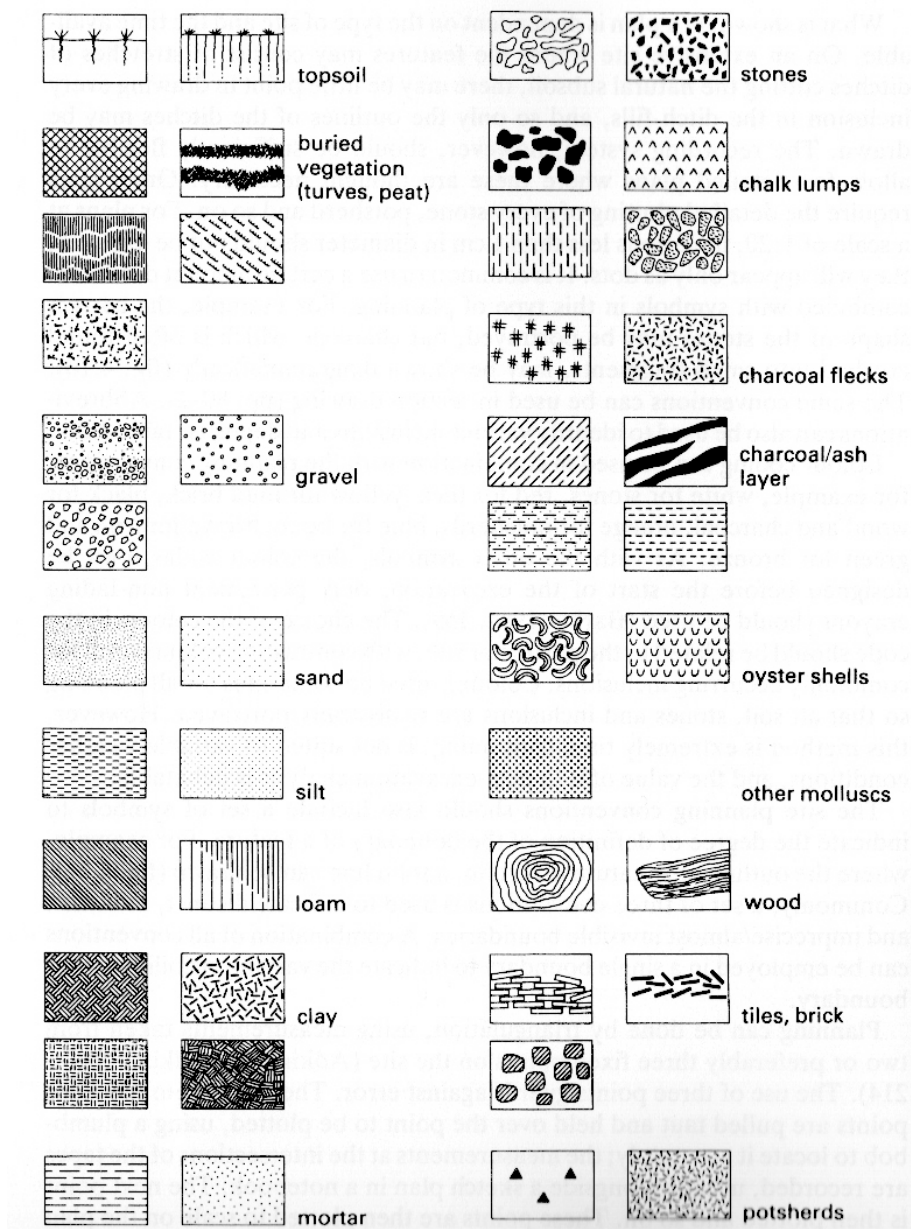 topsoil
buried
vegetation
(turves, peat)
gravel
sand
silt
loam
clay
mortar
stones
chalk lumps
charcoal flecks
charcoal/ash
layer
oyster shells
other molluscs
wood
tiles, brick
potsherds